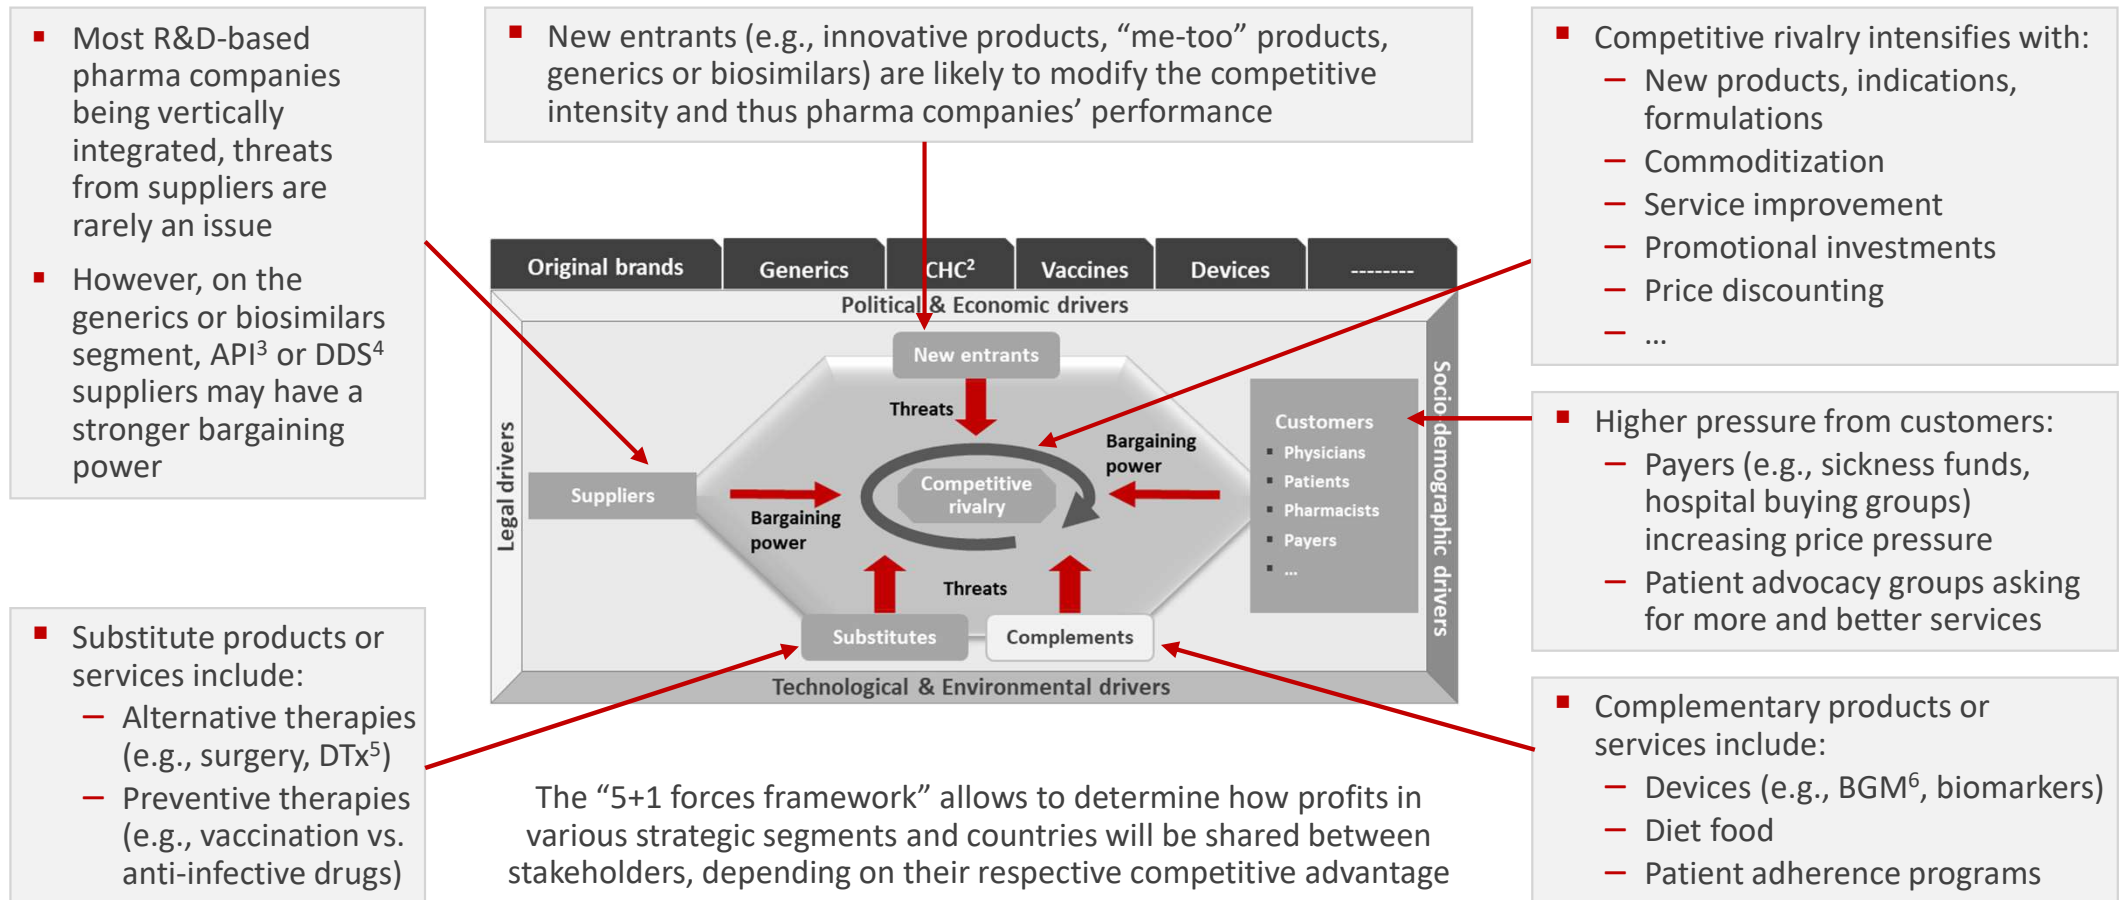 ▪ Most R&D-based
pharma companies
being vertically
integrated, threats
from suppliers are
rarely an issue
▪ However, on the
generics or biosimilars
segment, API³ or DDS⁴
suppliers may have a
stronger bargaining
power
▪ New entrants (e.g., innovative products, “me-too” products,
generics or biosimilars) are likely to modify the competitive
intensity and thus pharma companies’ performance
▪ Competitive rivalry intensifies with:
– New products, indications,
formulations
– Commoditization
– Service improvement
– Promotional investments
– Price discounting
– ...
Original brands
Generics
CHC²
Vaccines
Devices
--------
Political & Economic drivers
Legal drivers
Socio-demographic drivers
Technological & Environmental drivers
New entrants
Threats
Suppliers
Bargaining
power
Competitive
rivalry
Bargaining
power
Customers
▪ Physicians
▪ Patients
▪ Pharmacists
▪ Payers
▪ ...
Threats
Substitutes
Complements
▪ Higher pressure from customers:
– Payers (e.g., sickness funds,
hospital buying groups)
increasing price pressure
– Patient advocacy groups asking
for more and better services
▪ Substitute products or
services include:
– Alternative therapies
(e.g., surgery, DTx⁵)
– Preventive therapies
(e.g., vaccination vs.
anti-infective drugs)
The “5+1 forces framework” allows to determine how profits in
various strategic segments and countries will be shared between
stakeholders, depending on their respective competitive advantage
▪ Complementary products or
services include:
– Devices (e.g., BGM⁶, biomarkers)
– Diet food
– Patient adherence programs